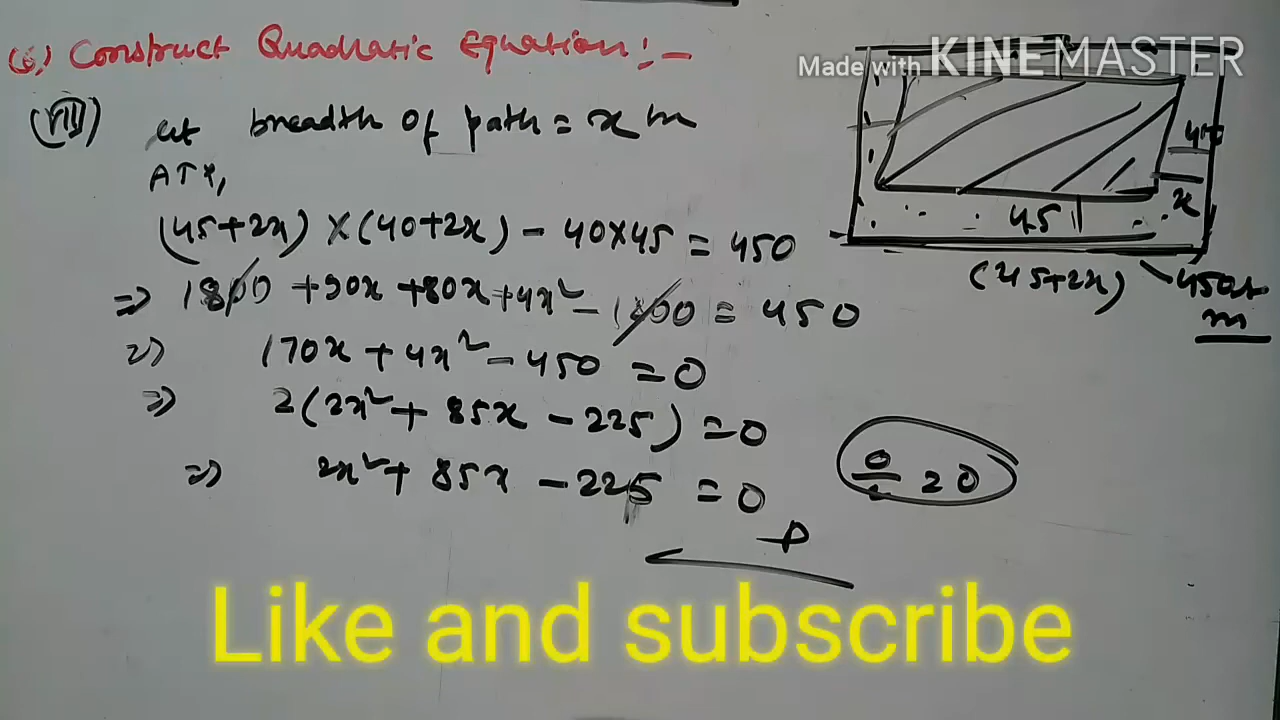 (6.) Construct Quadratic Equation:-
Made with KINEMASTER
(VIII) let breadth of path = x m
ATQ,
(45+2x) × (40+2x) - 40×45 = 450
⇒ 1800 + 90x + 80x + 4x² - 1800 = 450
⇒ 170x + 4x² - 450 = 0
⇒ 2(2x² + 85x - 225) = 0
⇒ 2x² + 85x - 225 = 0
40
x
45
(45+2x)
450
m
= 0
Like and subscribe